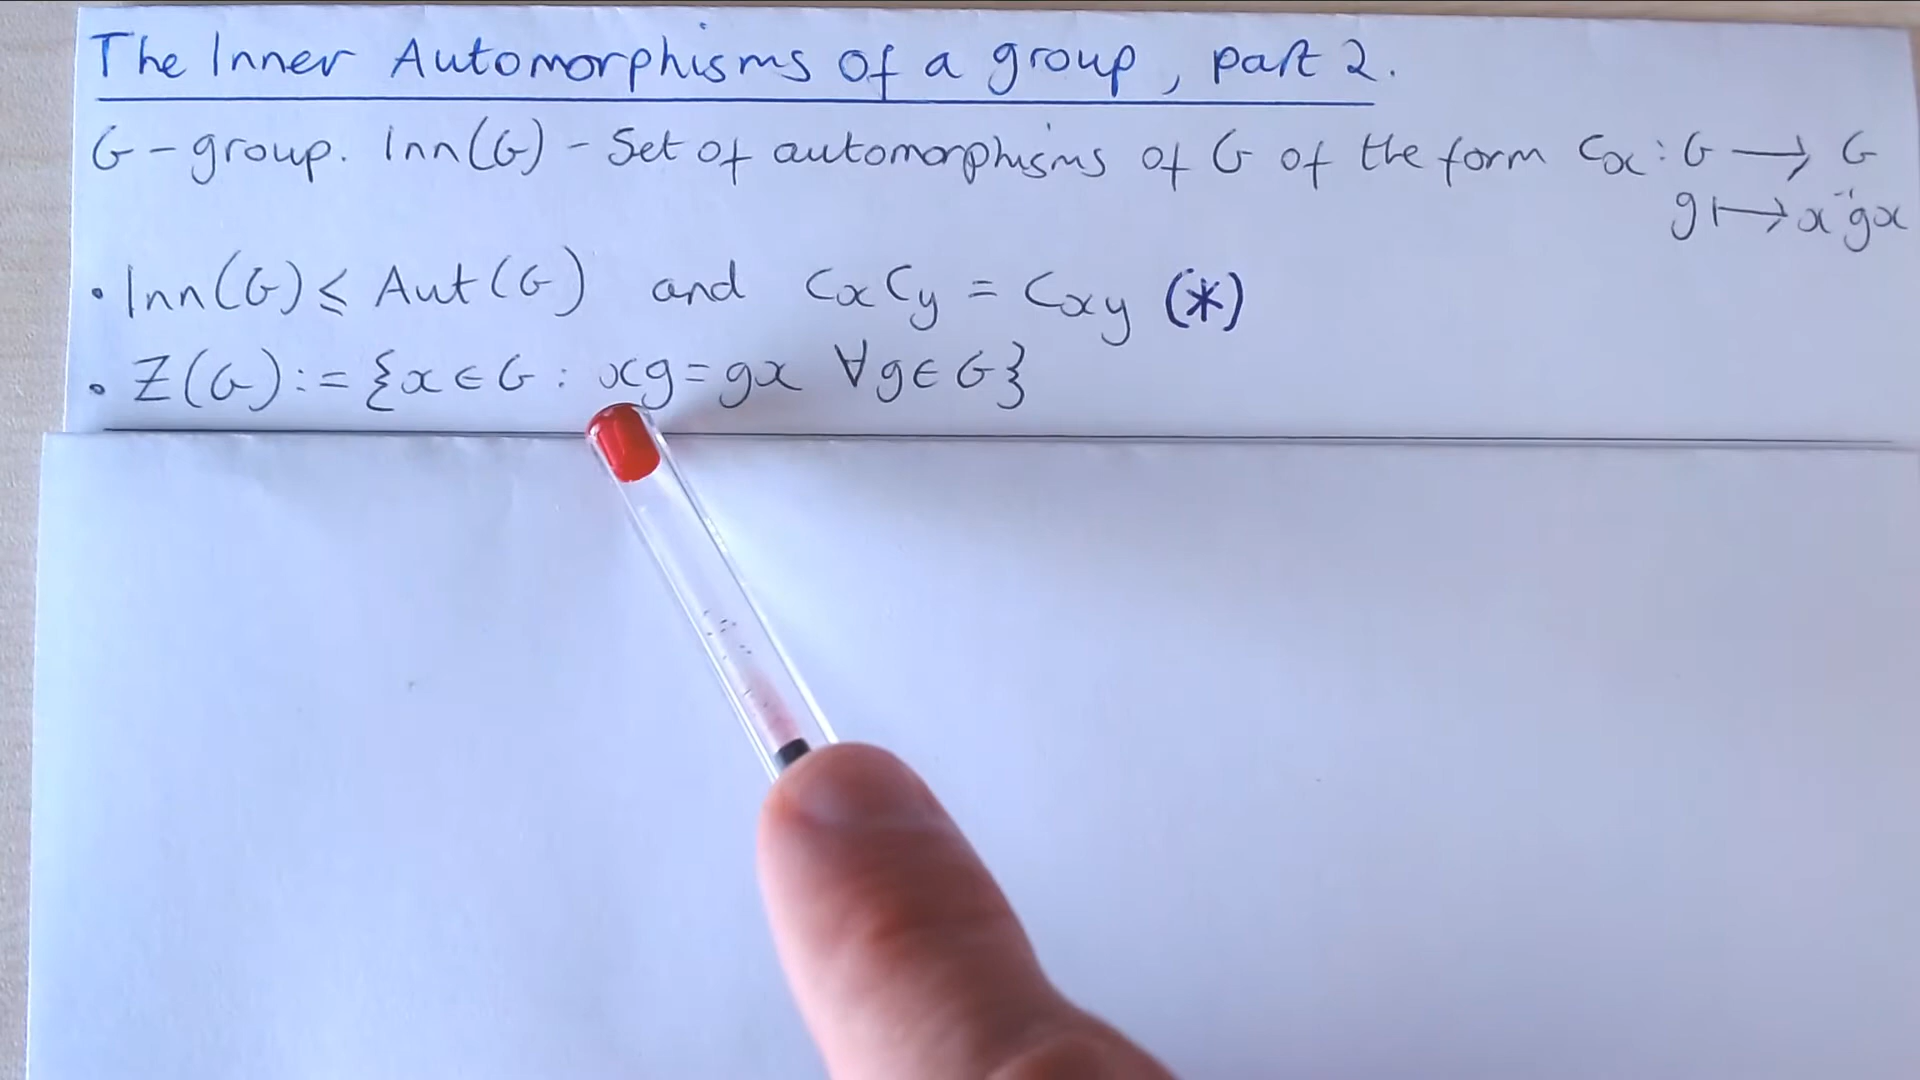 The Inner Automorphisms of a group, part 2.
G - group. Inn(G) - Set of automorphisms of G of the form Cx : G ⟶ G
g ⟼ x⁻¹gx
• Inn(G) ≤ Aut(G) and CxCy = Cxy (*)
• Z(G) := {x ∈ G : xg = gx ∀g ∈ G}